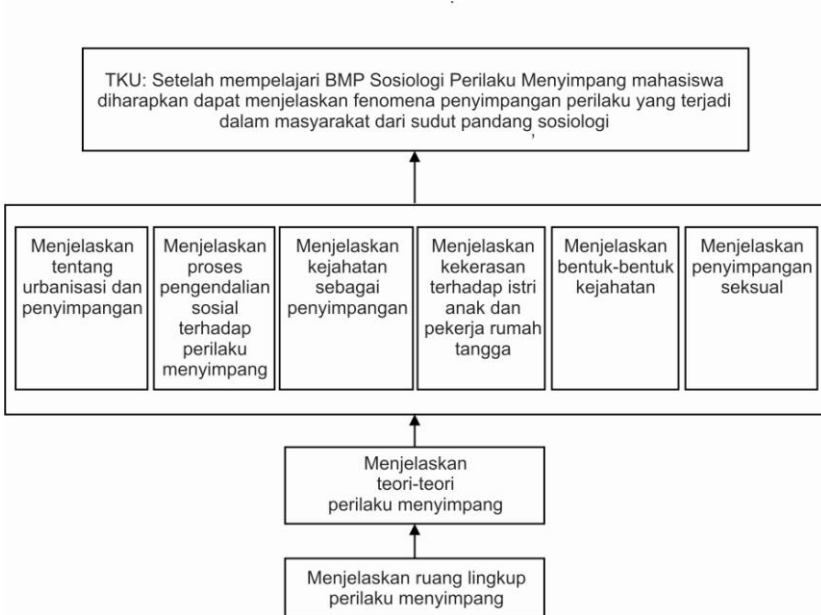 TKU: Setelah mempelajari BMP Sosiologi Perilaku Menyimpang mahasiswa
diharapkan dapat menjelaskan fenomena penyimpangan perilaku yang terjadi
dalam masyarakat dari sudut pandang sosiologi
Menjelaskan
tentang
urbanisasi dan
penyimpangan
Menjelaskan
proses
pengendalian
sosial
terhadap
perilaku
menyimpang
Menjelaskan
kejahatan
sebagai
penyimpangan
Menjelaskan
kekerasan
terhadap istri
anak dan
pekerja rumah
tangga
Menjelaskan
bentuk-bentuk
kejahatan
Menjelaskan
penyimpangan
seksual
Menjelaskan
teori-teori
perilaku menyimpang
Menjelaskan ruang lingkup
perilaku menyimpang